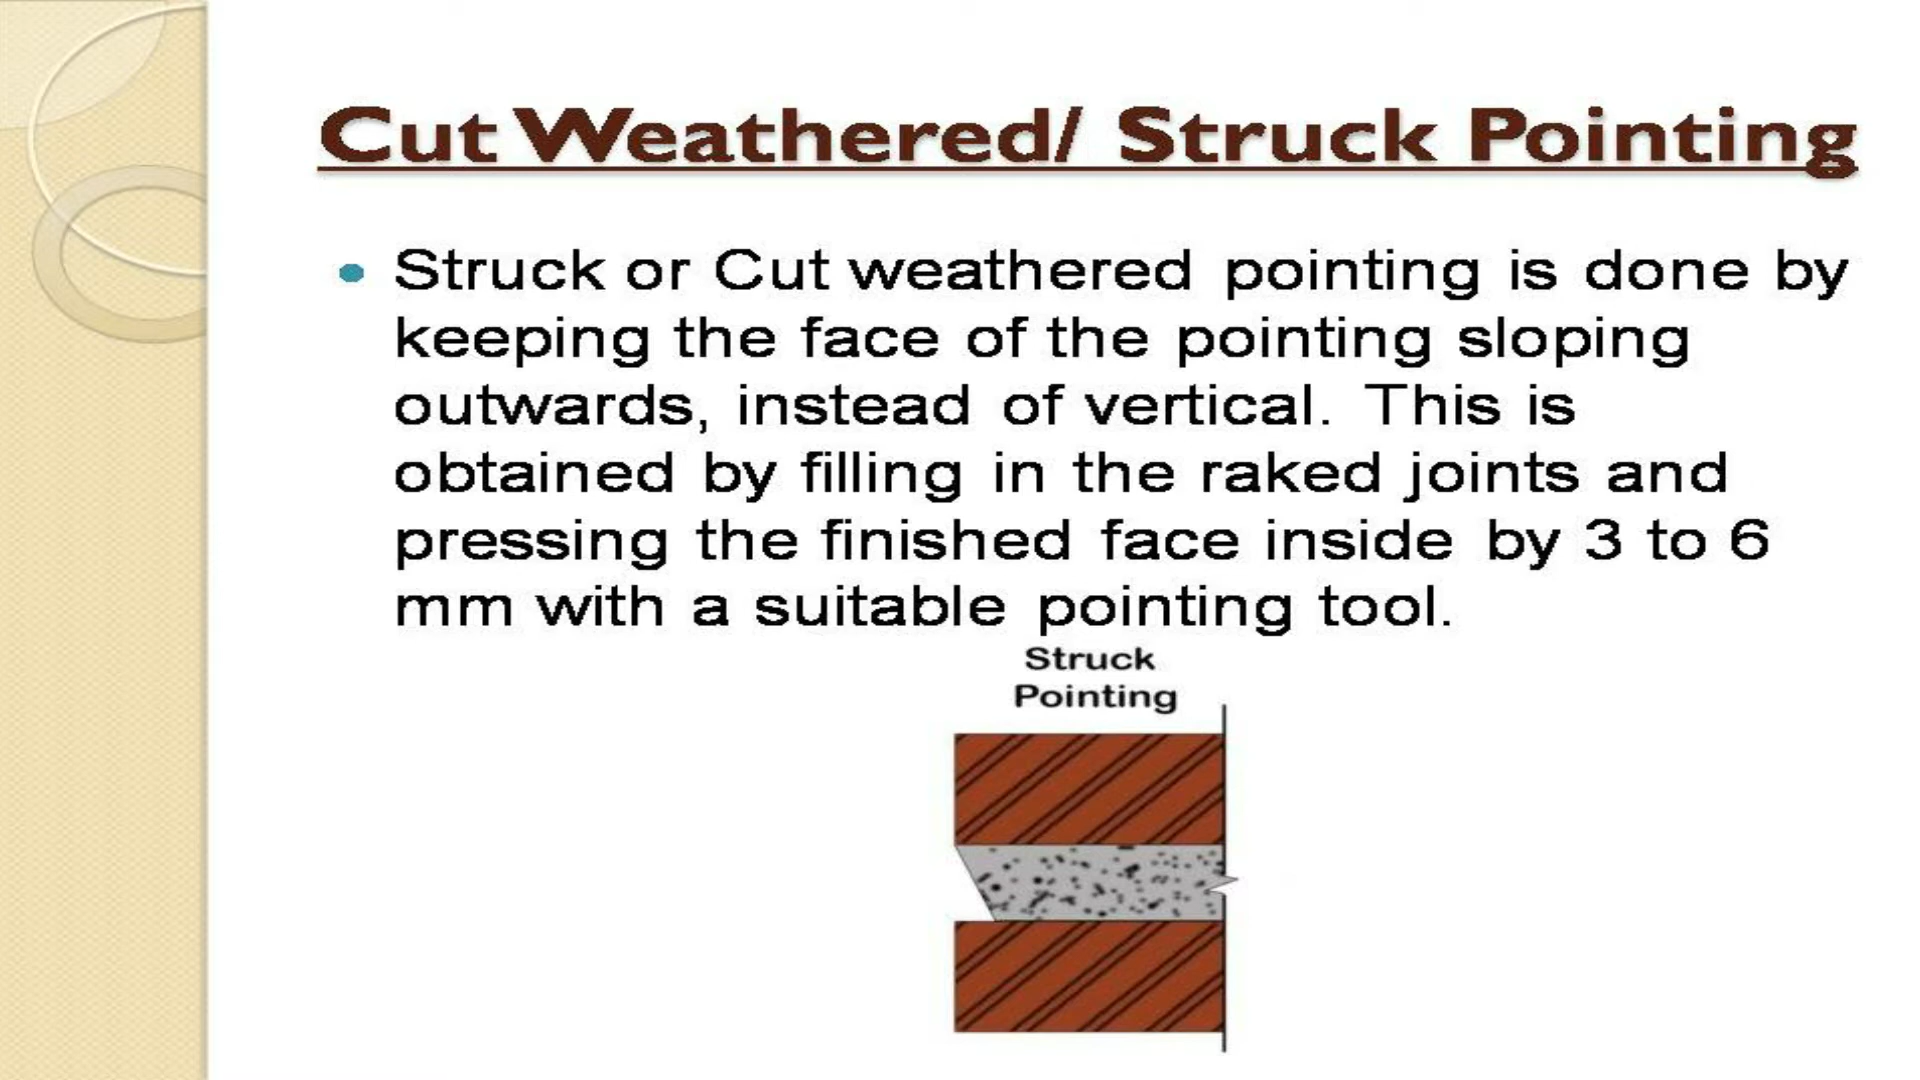 Cut Weathered/ Struck Pointing
Struck or Cut weathered pointing is done by
keeping the face of the pointing sloping
outwards, instead of vertical. This is
obtained by filling in the raked joints and
pressing the finished face inside by 3 to 6
mm with a suitable pointing tool.
Struck
Pointing